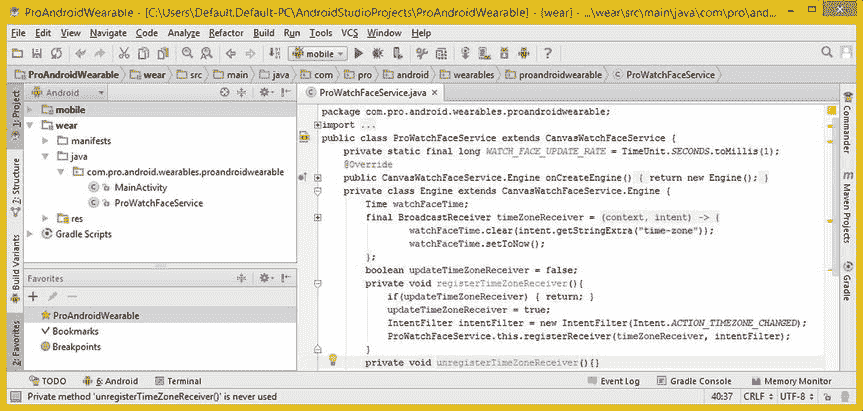 ProAndroidWearable - [C:\Users\Default.Default-PC\AndroidStudioProjects\ProAndroidWearable] - [wear] - ...\wear\src\main\java\com\pro\and...
File Edit View Navigate Code Analyze Refactor Build Run Tools VCS Window Help
mobile
ProAndroidWearable wear src main java com pro android wearables proandroidwearable ProWatchFaceService
1: Project
7: Structure
Build Variants
2: Favorites
Android
mobile
wear
manifests
java
com.pro.android.wearables.proandroidwearable
MainActivity
ProWatchFaceService
res
Gradle Scripts
Favorites
ProAndroidWearable
Bookmarks
Breakpoints
ProWatchFaceService.java
package com.pro.android.wearables.proandroidwearable;
import ...
public class ProWatchFaceService extends CanvasWatchFaceService {
private static final long WATCH_FACE_UPDATE_RATE = TimeUnit.SECONDS.toMillis(1);
@Override
public CanvasWatchFaceService.Engine onCreateEngine() { return new Engine(); }
private class Engine extends CanvasWatchFaceService.Engine {
Time watchFaceTime;
final BroadcastReceiver timeZoneReceiver = (context, intent) -> {
watchFaceTime.clear(intent.getStringExtra("time-zone"));
watchFaceTime.setToNow();
};
boolean updateTimeZoneReceiver = false;
private void registerTimeZoneReceiver(){
if(updateTimeZoneReceiver) { return; }
updateTimeZoneReceiver = true;
IntentFilter intentFilter = new IntentFilter(Intent.ACTION_TIMEZONE_CHANGED);
ProWatchFaceService.this.registerReceiver(timeZoneReceiver, intentFilter);
}
private void unregisterTimeZoneReceiver(){}
Commander
m Maven Projects
Gradle
TODO 6: Android Terminal Event Log Gradle Console Memory Monitor
Private method 'unregisterTimeZoneReceiver()' is never used 40:37 CRLF UTF-8